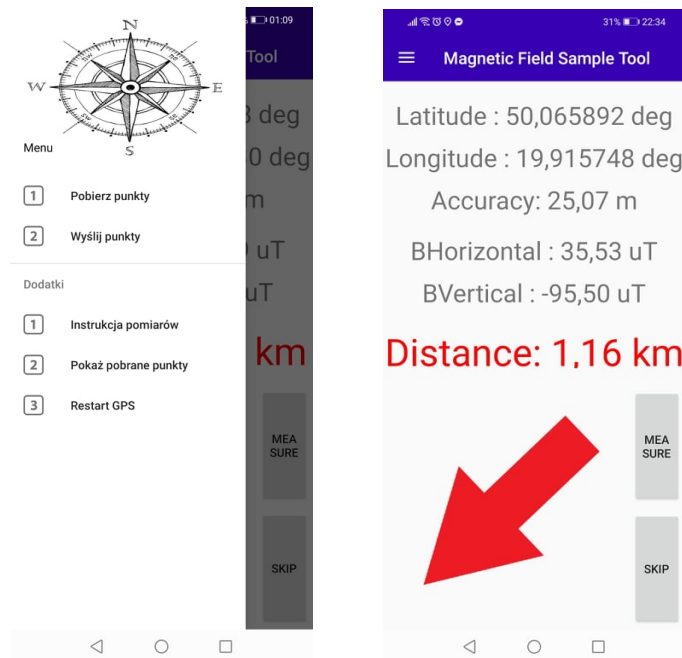 N
W
E
S
NW
SW
SE
Menu
1 Pobierz punkty
2 Wyślij punkty
Dodatki
1 Instrukcja pomiarów
2 Pokaż pobrane punkty
3 Restart GPS
01:09
Tool
deg
0 deg
m
uT
uT
km
MEA
SURE
SKIP
31% 22:34
Magnetic Field Sample Tool
Latitude : 50,065892 deg
Longitude : 19,915748 deg
Accuracy: 25,07 m
BHorizontal : 35,53 uT
BVertical : -95,50 uT
Distance: 1,16 km
MEA
SURE
SKIP